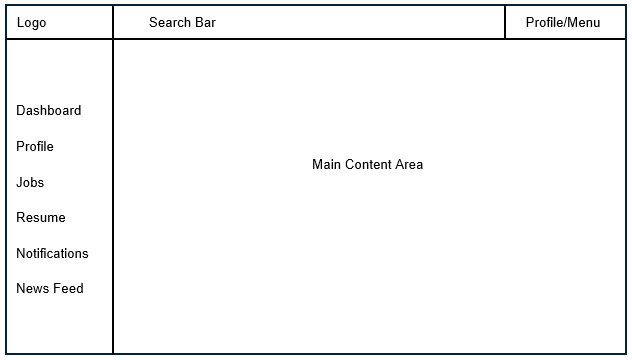 Logo
Search Bar
Profile/Menu
Dashboard
Profile
Jobs
Resume
Notifications
News Feed
Main Content Area